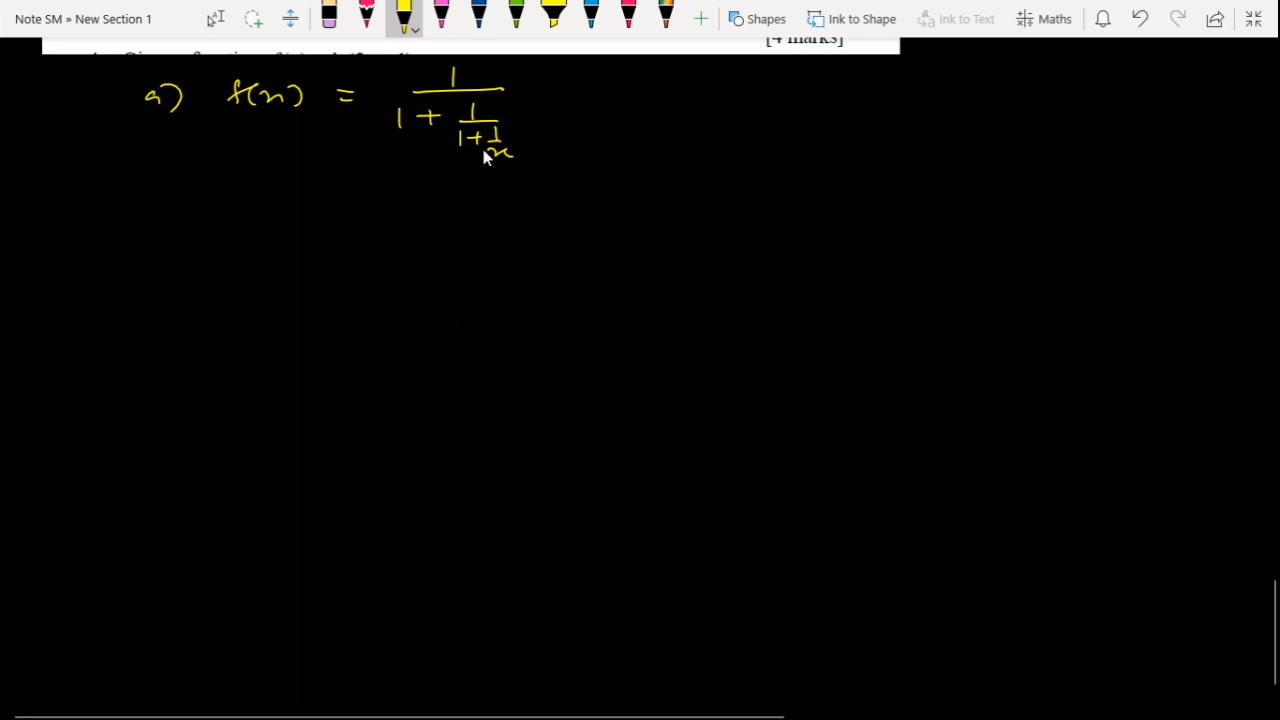 Note SM » New Section 1
Shapes
Ink to Shape
Ink to Text
Maths
[4 marks]
a) f(x) = 1 / (1 + 1 / (1 + 1/x))